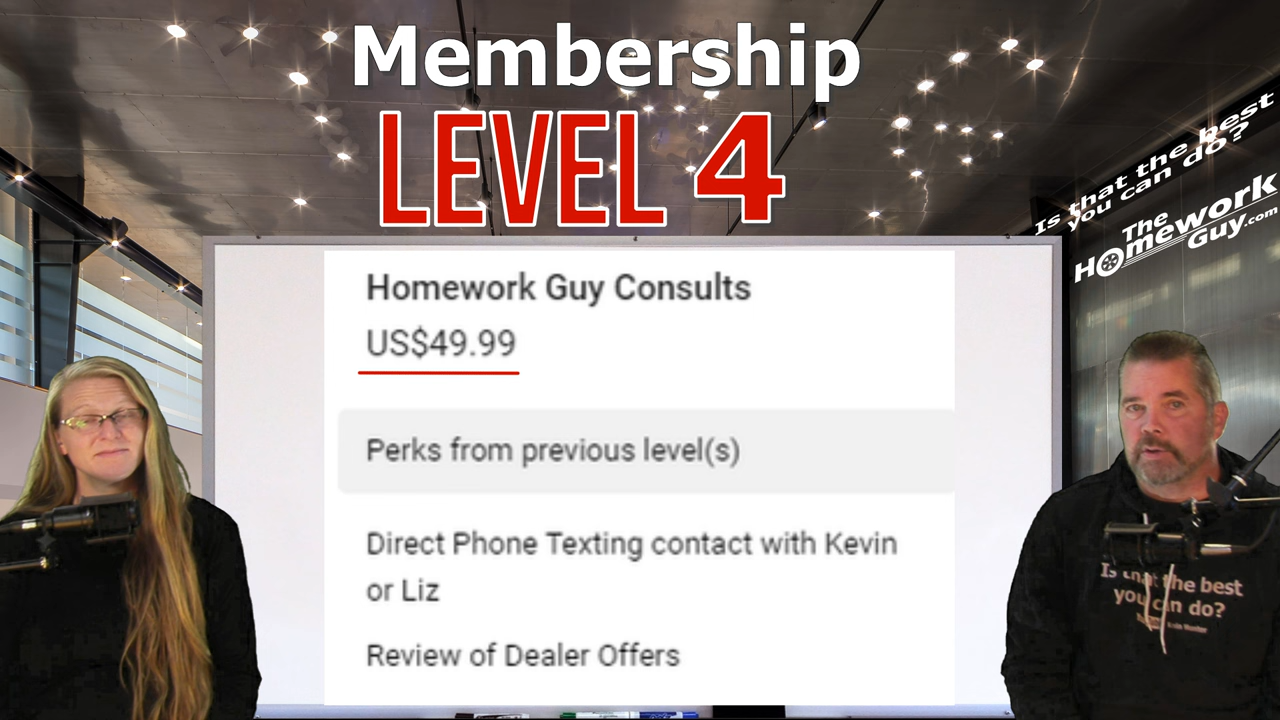 Membership
LEVEL 4
Is that the best
you can do?
The
Homework
Guy.com
Homework Guy Consults
US$49.99
Perks from previous level(s)
Direct Phone Texting contact with Kevin
or Liz
Review of Dealer Offers
Is that the best
you can do?